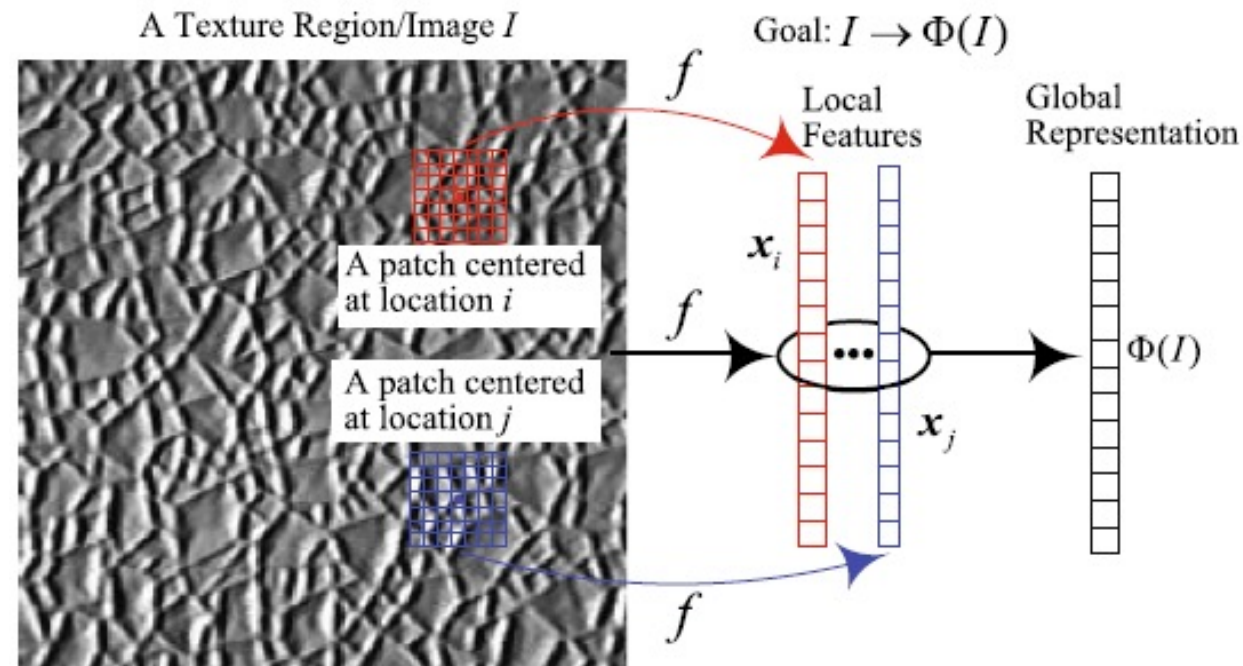 A Texture Region/Image I
Goal: I → Φ(I)
f
Local
Features
Global
Representation
x_i
A patch centered
at location i
f
...
Φ(I)
A patch centered
at location j
x_j
f